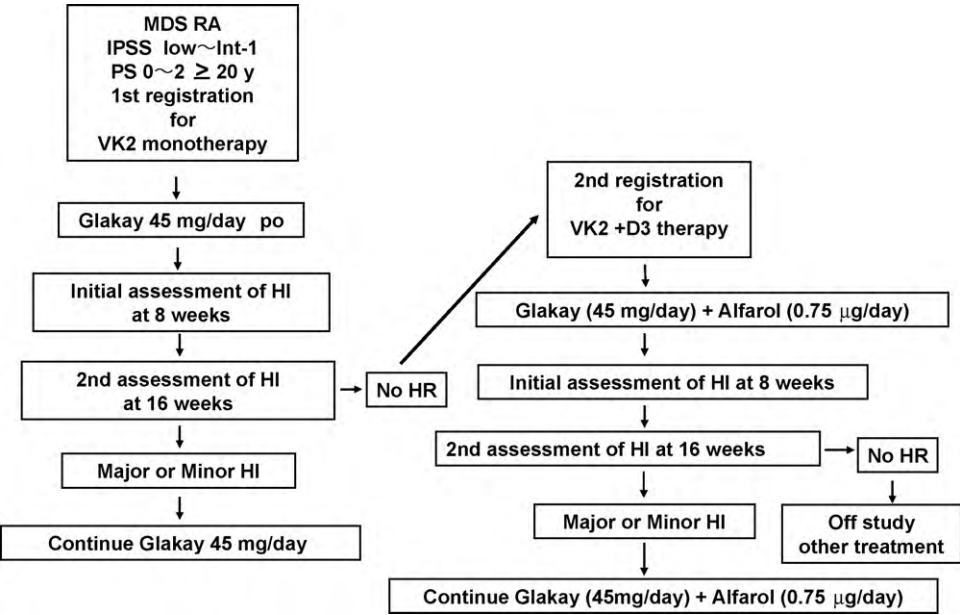 MDS RA
IPSS low～Int-1
PS 0～2 ≥ 20 y
1st registration
for
VK2 monotherapy
Glakay 45 mg/day po
Initial assessment of HI
at 8 weeks
2nd assessment of HI
at 16 weeks
No HR
Major or Minor HI
Continue Glakay 45 mg/day
2nd registration
for
VK2 +D3 therapy
Glakay (45 mg/day) + Alfarol (0.75 μg/day)
Initial assessment of HI at 8 weeks
2nd assessment of HI at 16 weeks
No HR
Major or Minor HI
Off study
other treatment
Continue Glakay (45mg/day) + Alfarol (0.75 μg/day)